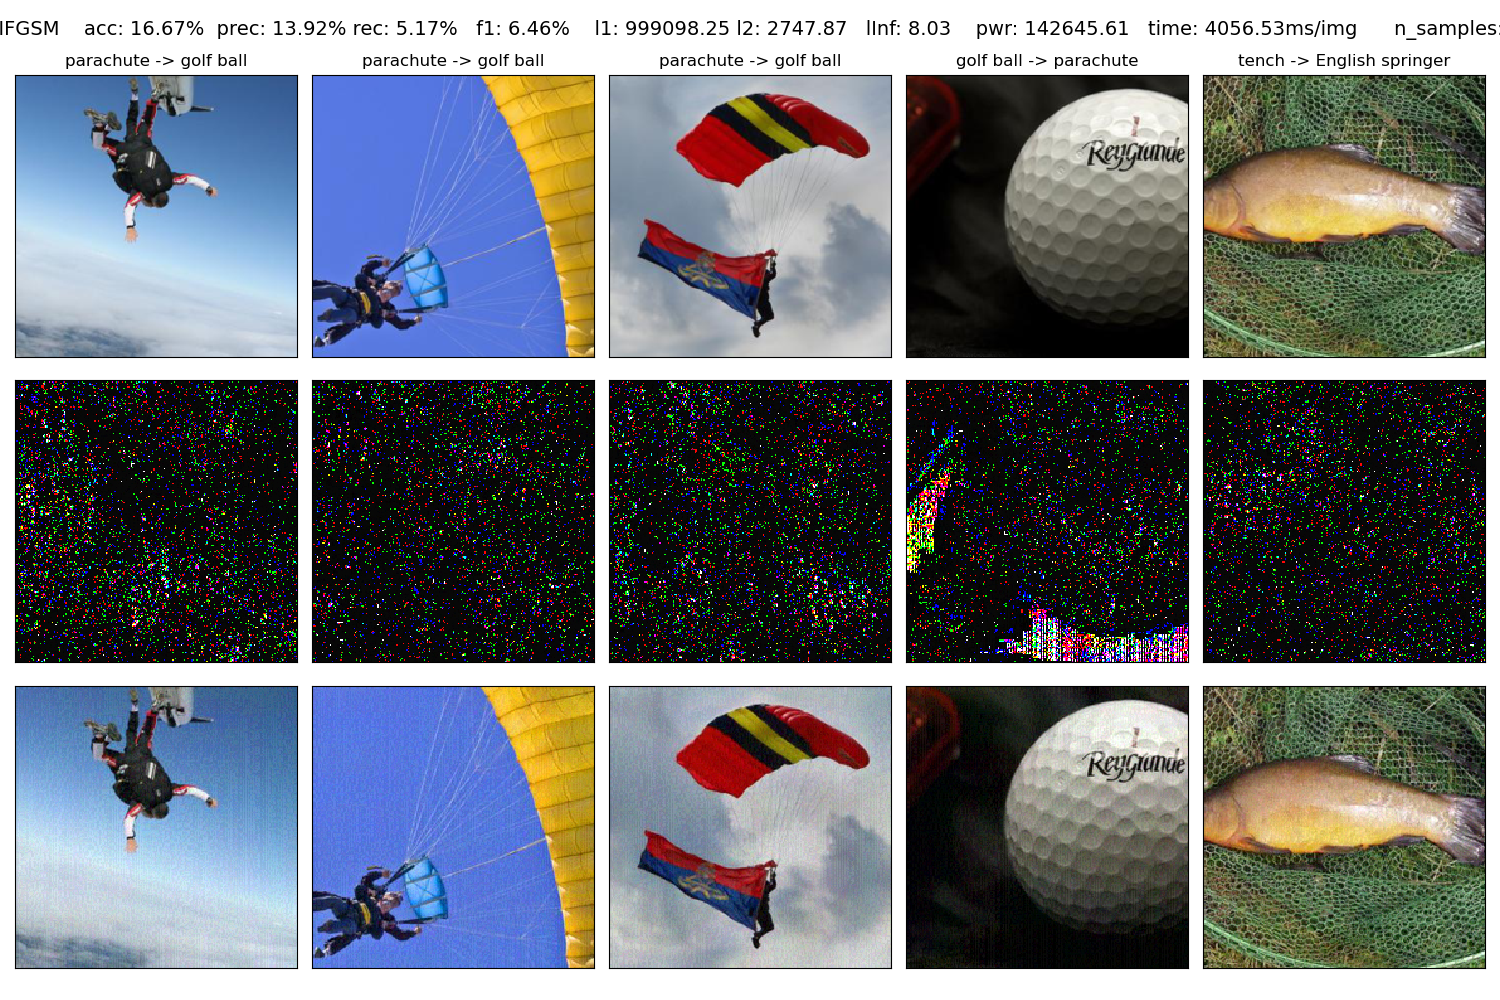 IFGSM acc: 16.67% prec: 13.92% rec: 5.17% f1: 6.46% l1: 999098.25 l2: 2747.87 lInf: 8.03 pwr: 142645.61 time: 4056.53ms/img n_samples:
parachute -> golf ball
parachute -> golf ball
parachute -> golf ball
golf ball -> parachute
tench -> English springer
ReyGrande
ReyGrande